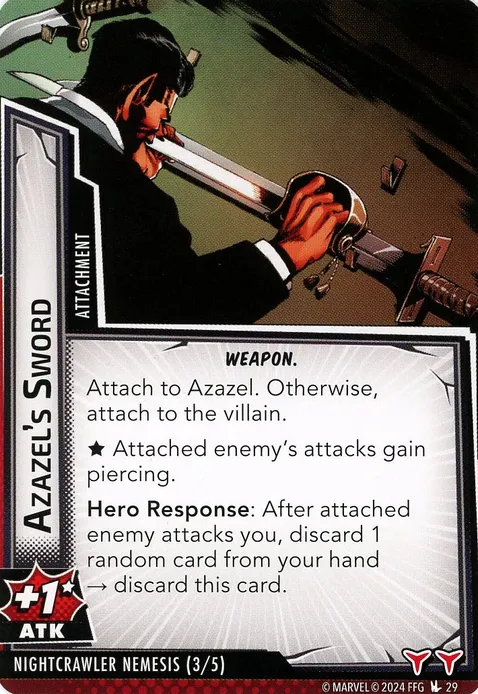 ATTACHMENT
AZAZEL'S SWORD
WEAPON.
Attach to Azazel. Otherwise,
attach to the villain.
★ Attached enemy's attacks gain
piercing.
Hero Response: After attached
enemy attacks you, discard 1
random card from your hand
→ discard this card.
+1★
ATK
NIGHTCRAWLER NEMESIS (3/5)
© MARVEL © 2024 FFG 29